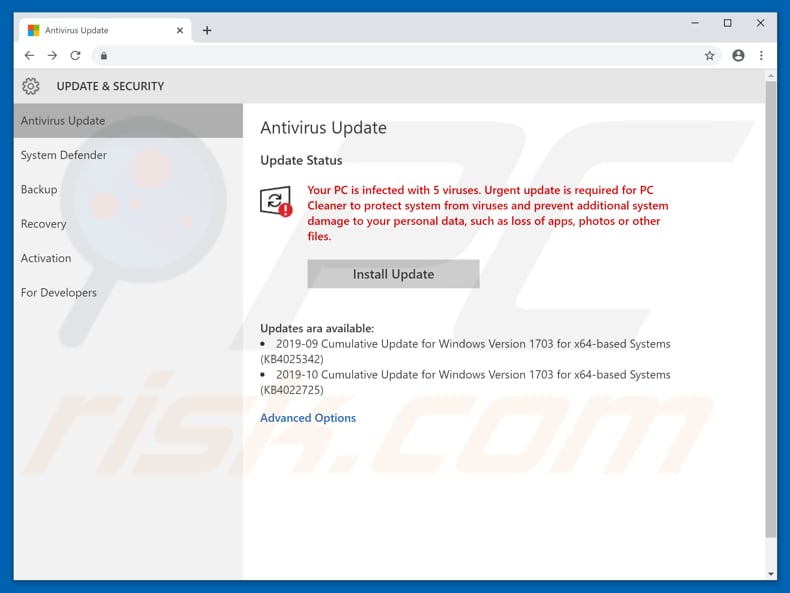 Antivirus Update
UPDATE & SECURITY
Antivirus Update
System Defender
Backup
Recovery
Activation
For Developers
Antivirus Update
Update Status
Your PC is infected with 5 viruses. Urgent update is required for PC
Cleaner to protect system from viruses and prevent additional system
damage to your personal data, such as loss of apps, photos or other
files.
Install Update
Updates ara available:
• 2019-09 Cumulative Update for Windows Version 1703 for x64-based Systems
(KB4025342)
• 2019-10 Cumulative Update for Windows Version 1703 for x64-based Systems
(KB4022725)
Advanced Options
PC
risk.com